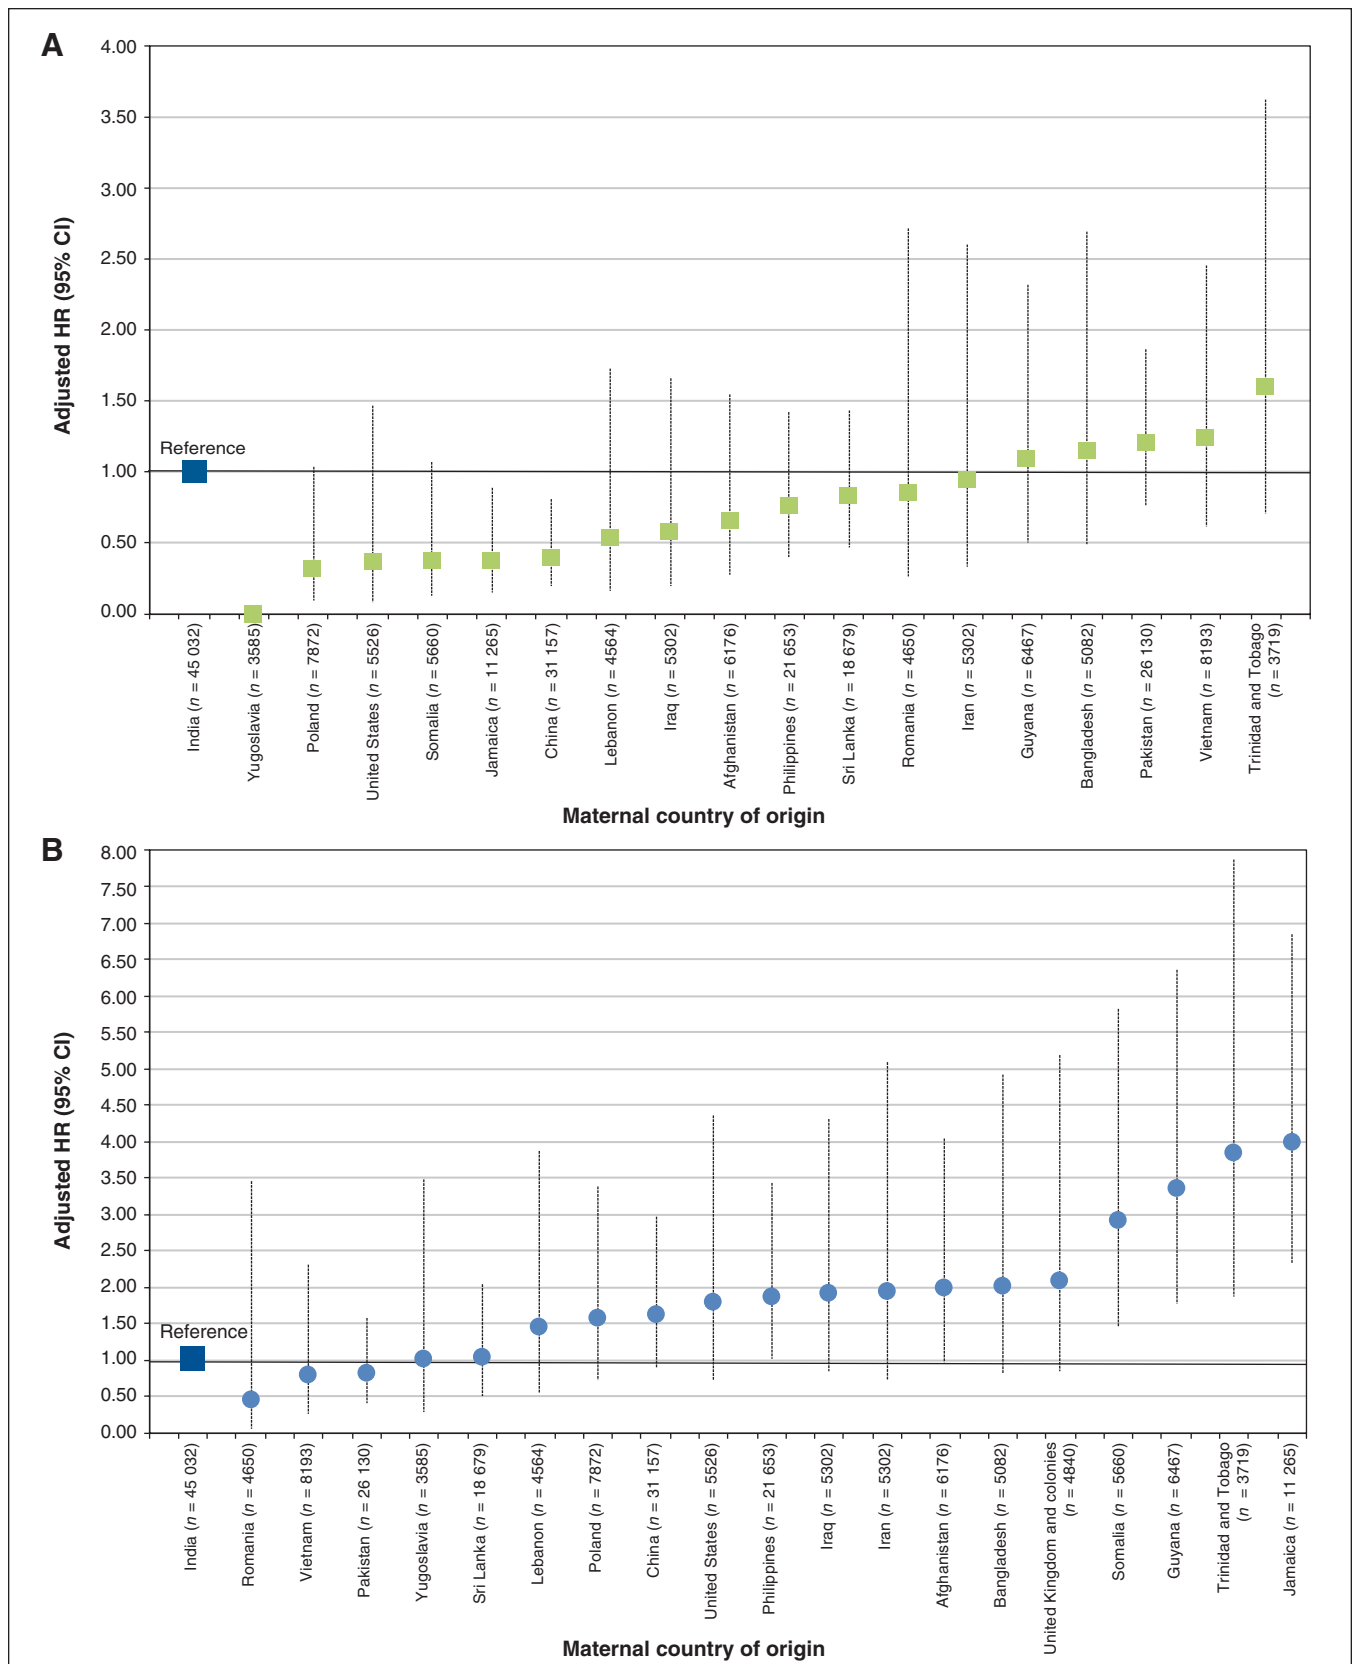 A
Adjusted HR (95% CI)
4.00
3.50
3.00
2.50
2.00
1.50
1.00
0.50
0.00
Reference
India (n = 45 032)
Yugoslavia (n = 3585)
Poland (n = 7872)
United States (n = 5526)
Somalia (n = 5660)
Jamaica (n = 11 265)
China (n = 31 157)
Lebanon (n = 4564)
Iraq (n = 5302)
Afghanistan (n = 6176)
Philippines (n = 21 653)
Sri Lanka (n = 18 679)
Romania (n = 4650)
Iran (n = 5302)
Guyana (n = 6467)
Bangladesh (n = 5082)
Pakistan (n = 26 130)
Vietnam (n = 8193)
Trinidad and Tobago
(n = 3719)
Maternal country of origin
B
Adjusted HR (95% CI)
8.00
7.50
7.00
6.50
6.00
5.50
5.00
4.50
4.00
3.50
3.00
2.50
2.00
1.50
1.00
0.50
0.00
Reference
India (n = 45 032)
Romania (n = 4650)
Vietnam (n = 8193)
Pakistan (n = 26 130)
Yugoslavia (n = 3585)
Sri Lanka (n = 18 679)
Lebanon (n = 4564)
Poland (n = 7872)
China (n = 31 157)
United States (n = 5526)
Philippines (n = 21 653)
Iraq (n = 5302)
Iran (n = 5302)
Afghanistan (n = 6176)
Bangladesh (n = 5082)
United Kingdom and colonies
(n = 4840)
Somalia (n = 5660)
Guyana (n = 6467)
Trinidad and Tobago
(n = 3719)
Jamaica (n = 11 265)
Maternal country of origin